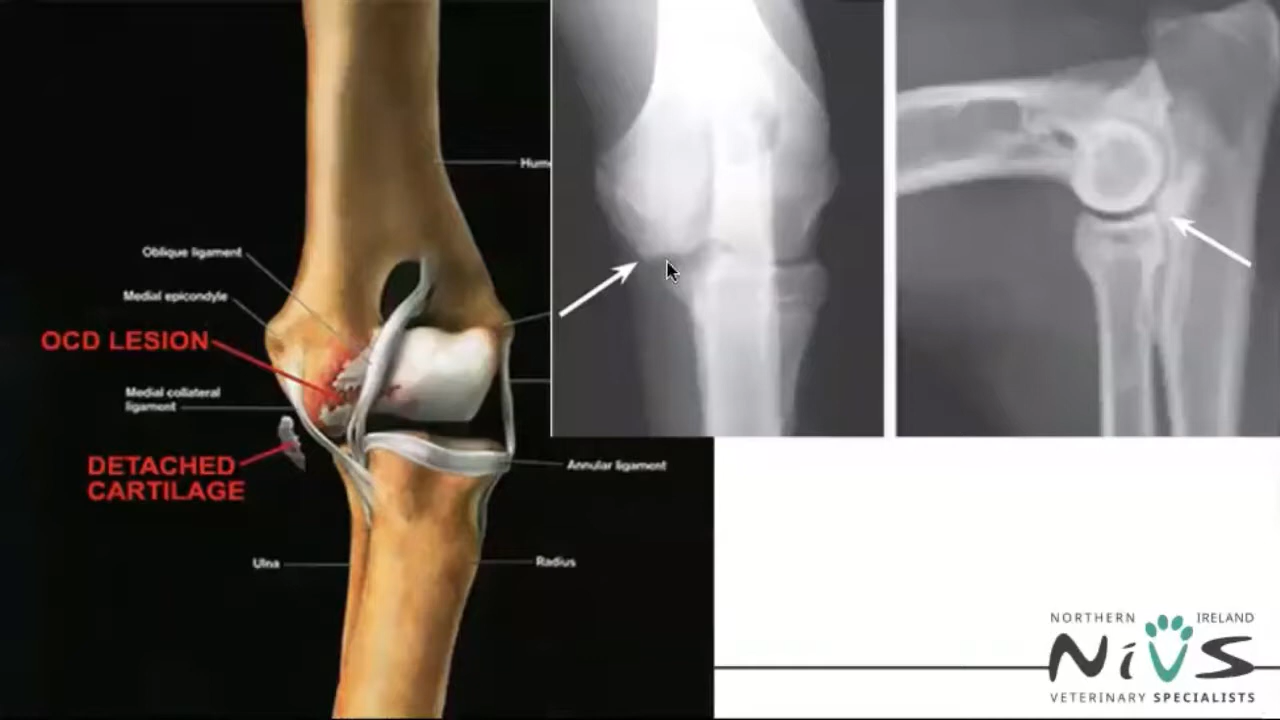 Oblique ligament
Medial epicondyle
OCD LESION
Medial collateral
ligament
DETACHED
CARTILAGE
Annular ligament
Ulna
Radius
NORTHERN IRELAND
NiVS
VETERINARY SPECIALISTS